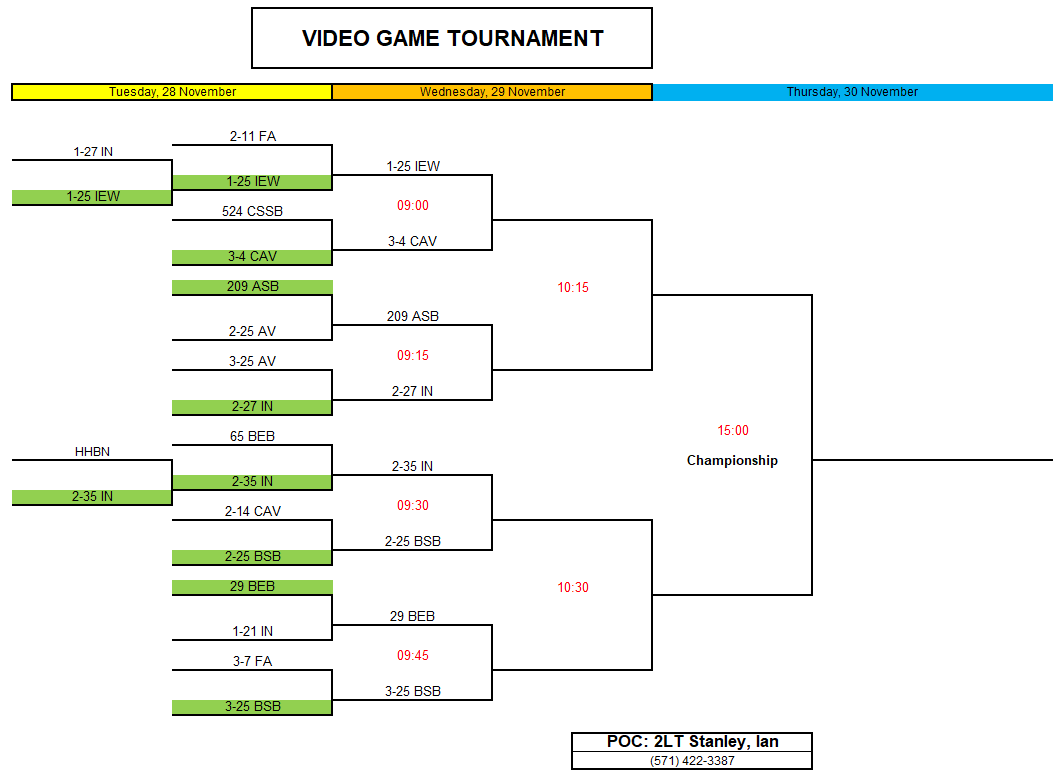 VIDEO GAME TOURNAMENT
Tuesday, 28 November
Wednesday, 29 November
Thursday, 30 November
2-11 FA
1-27 IN
1-25 IEW
1-25 IEW
1-25 IEW
09:00
524 CSSB
3-4 CAV
3-4 CAV
209 ASB
10:15
209 ASB
2-25 AV
09:15
3-25 AV
2-27 IN
2-27 IN
15:00
65 BEB
HHBN
Championship
2-35 IN
2-35 IN
2-35 IN
09:30
2-14 CAV
2-25 BSB
2-25 BSB
29 BEB
10:30
29 BEB
1-21 IN
09:45
3-7 FA
3-25 BSB
3-25 BSB
POC: 2LT Stanley, Ian
(571) 422-3387